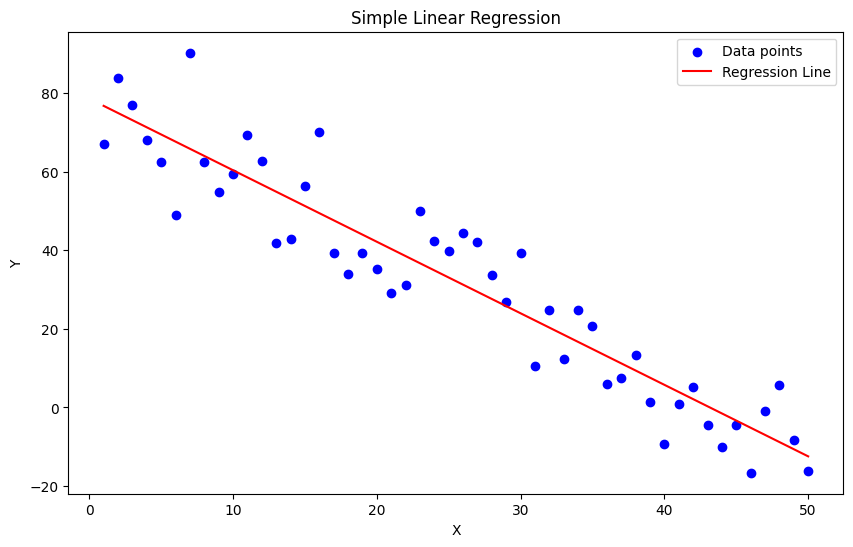 Simple Linear Regression
Data points
Regression Line
80
60
40
20
0
−20
Y
0 10 20 30 40 50
X